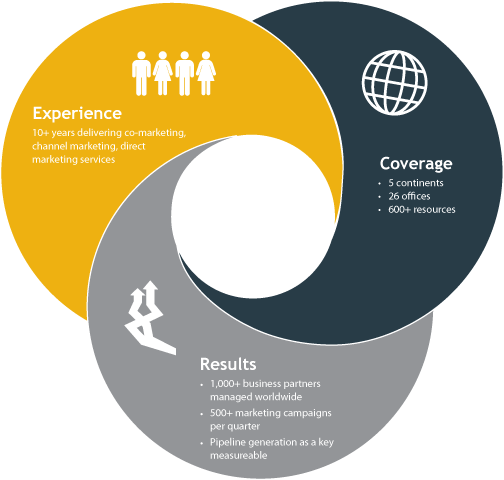 Experience
10+ years delivering co-marketing,
channel marketing, direct
marketing services
Coverage
• 5 continents
• 26 offices
• 600+ resources
Results
• 1,000+ business partners
managed worldwide
• 500+ marketing campaigns
per quarter
• Pipeline generation as a key
measureable